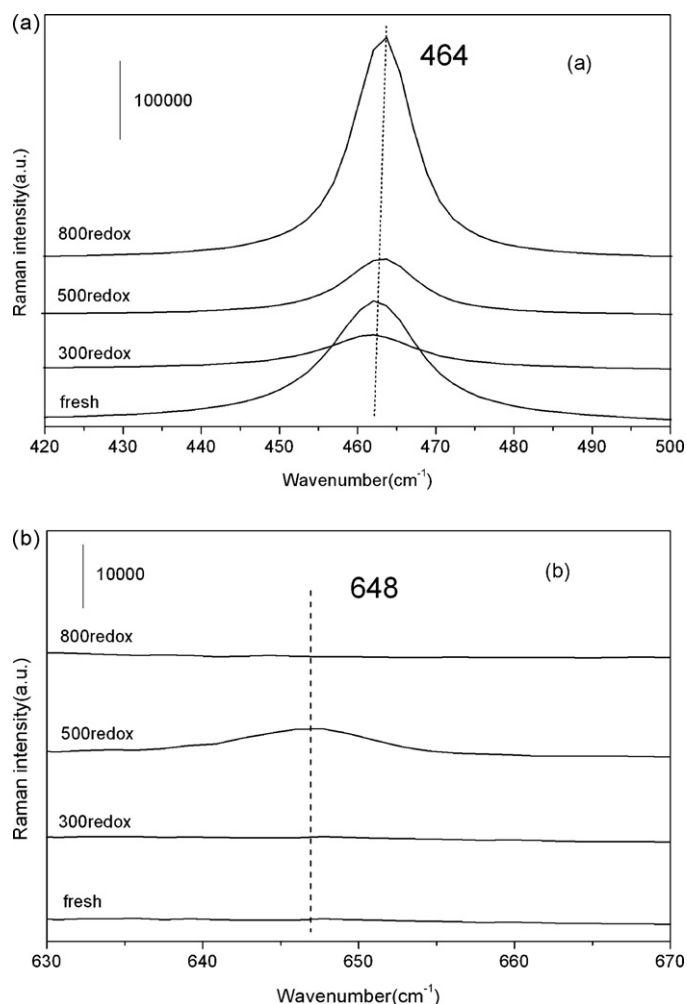 (a)
464
(a)
100000
Raman intensity(a.u.)
800redox
500redox
300redox
fresh
420 430 440 450 460 470 480 490 500
Wavenumber(cm⁻¹)
(b)
10000
648
(b)
Raman intensity(a.u.)
800redox
500redox
300redox
fresh
630 640 650 660 670
Wavenumber(cm⁻¹)